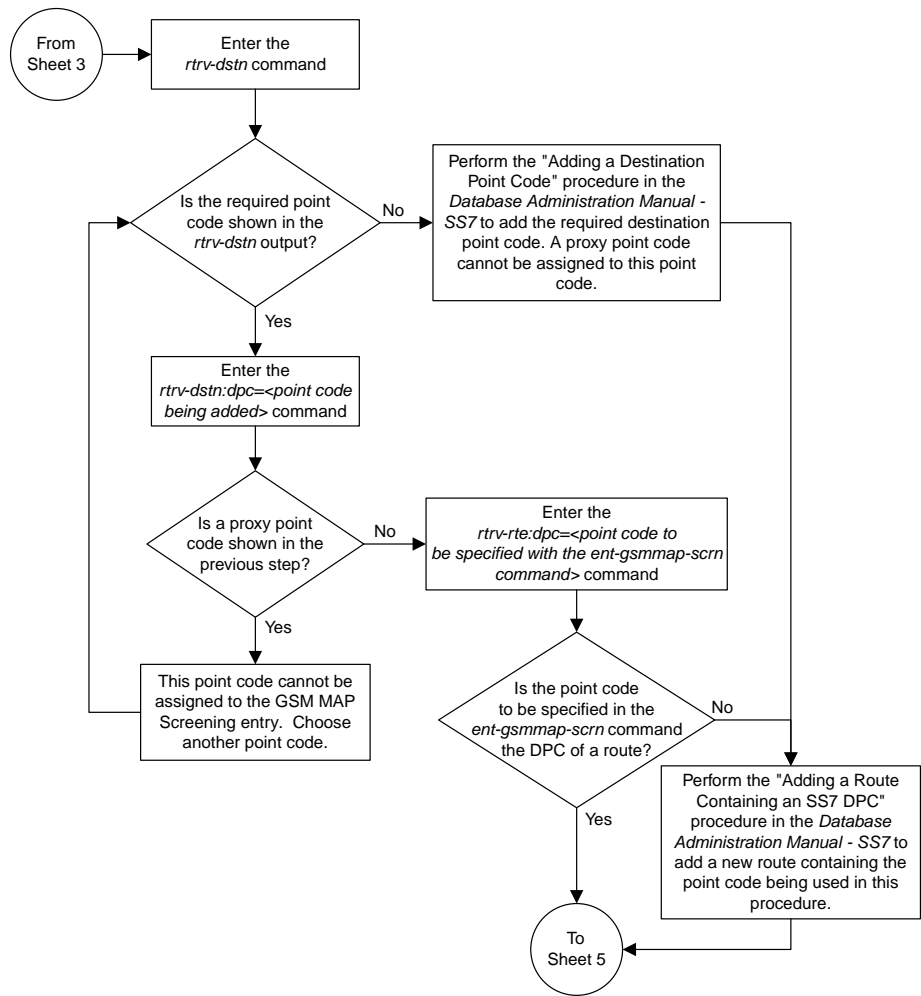 From
Sheet 3
Enter the
rtrv-dstn command
Is the required point
code shown in the
rtrv-dstn output?
No
Perform the "Adding a Destination
Point Code" procedure in the
Database Administration Manual -
SS7 to add the required destination
point code. A proxy point code
cannot be assigned to this point
code.
Yes
Enter the
rtrv-dstn:dpc=<point code
being added> command
Is a proxy point
code shown in the
previous step?
No
Enter the
rtrv-rte:dpc=<point code to
be specified with the ent-gsmmap-scrn
command> command
Yes
This point code cannot be
assigned to the GSM MAP
Screening entry. Choose
another point code.
Is the point code
to be specified in the
ent-gsmmap-scrn command
the DPC of a route?
No
Perform the "Adding a Route
Containing an SS7 DPC"
procedure in the Database
Administration Manual - SS7 to
add a new route containing the
point code being used in this
procedure.
Yes
To
Sheet 5